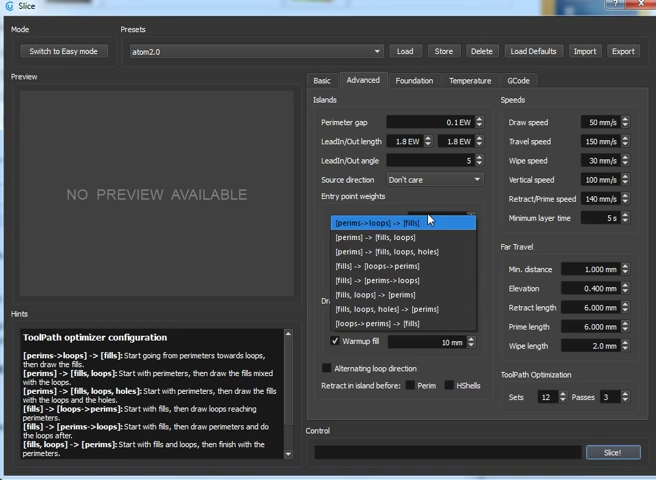 Slice
Mode
Presets
Switch to Easy mode
atom2.0
Load
Store
Delete
Load Defaults
Import
Export
Preview
NO PREVIEW AVAILABLE
Hints
ToolPath optimizer configuration
[perims->loops] -> [fills]: Start going from perimeters towards loops,
then draw the fills.
[perims] -> [fills, loops]: Start with perimeters, then draw the fills mixed
with the loops.
[perims] -> [fills, loops, holes]: Start with perimeters, then draw the fills
with the loops and the holes.
[fills] -> [loops->perims]: Start with fills, then draw loops reaching
perimeters.
[fills] -> [perims->loops]: Start with fills, then draw perimeters and do
the loops after.
[fills, loops] -> [perims]: Start with fills and loops, then finish with the
perimeters.
Basic
Advanced
Foundation
Temperature
GCode
Islands
Perimeter gap 0.1 EW
LeadIn/Out length 1.8 EW 1.8 EW
LeadIn/Out angle 5
Source direction Don't care
Entry point weights
[perims->loops] -> [fills]
[perims] -> [fills, loops]
[perims] -> [fills, loops, holes]
[fills] -> [loops->perims]
[fills] -> [perims->loops]
[fills, loops] -> [perims]
[fills, loops, holes] -> [perims]
[loops->perims] -> [fills]
Dra
Warmup fill 10 mm
Alternating loop direction
Retract in island before: Perim HShells
Speeds
Draw speed 50 mm/s
Travel speed 150 mm/s
Wipe speed 30 mm/s
Vertical speed 100 mm/s
Retract/Prime speed 140 mm/s
Minimum layer time 5 s
Far Travel
Min. distance 1.000 mm
Elevation 0.400 mm
Retract length 6.000 mm
Prime length 6.000 mm
Wipe length 2.0 mm
ToolPath Optimization
Sets 12 Passes 3
Control
Slice!